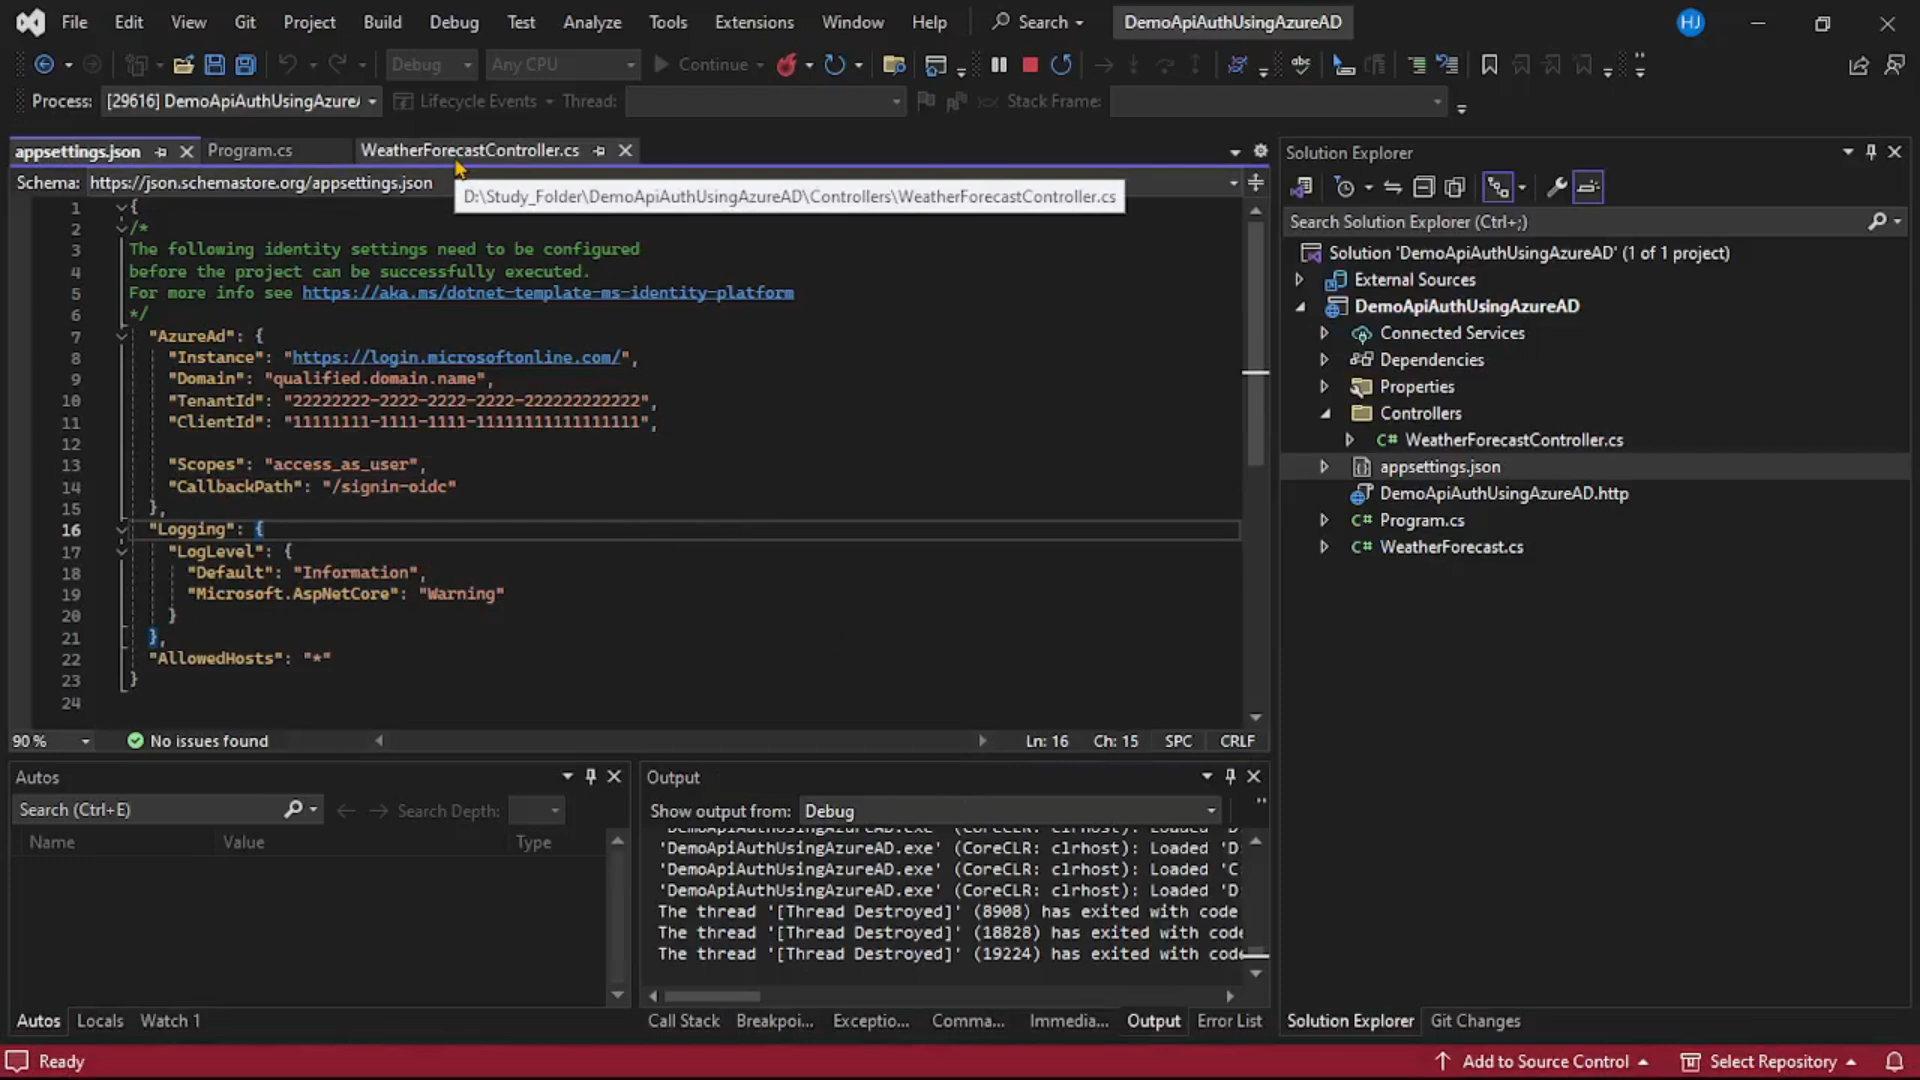 File Edit View Git Project Build Debug Test Analyze Tools Extensions Window Help Search DemoApiAuthUsingAzureAD HJ
Debug Any CPU Continue
Process: [29616] DemoApiAuthUsingAzure/ Lifecycle Events Thread: Stack Frame:
appsettings.json Program.cs WeatherForecastController.cs
Schema: https://json.schemastore.org/appsettings.json
D:\Study_Folder\DemoApiAuthUsingAzureAD\Controllers\WeatherForecastController.cs
1 {
2 /*
3 The following identity settings need to be configured
4 before the project can be successfully executed.
5 For more info see https://aka.ms/dotnet-template-ms-identity-platform
6 */
7 "AzureAd": {
8 "Instance": "https://login.microsoftonline.com/",
9 "Domain": "qualified.domain.name",
10 "TenantId": "22222222-2222-2222-2222-222222222222",
11 "ClientId": "11111111-1111-1111-11111111111111111",
12
13 "Scopes": "access_as_user",
14 "CallbackPath": "/signin-oidc"
15 },
16 "Logging": {
17 "LogLevel": {
18 "Default": "Information",
19 "Microsoft.AspNetCore": "Warning"
20 }
21 },
22 "AllowedHosts": "*"
23 }
24
90 % No issues found Ln: 16 Ch: 15 SPC CRLF
Autos
Search (Ctrl+E) Search Depth:
Name Value Type
Autos Locals Watch 1
Output
Show output from: Debug
'DemoApiAuthUsingAzureAD.exe' (CoreCLR: clrhost): Loaded 'D
'DemoApiAuthUsingAzureAD.exe' (CoreCLR: clrhost): Loaded 'D
'DemoApiAuthUsingAzureAD.exe' (CoreCLR: clrhost): Loaded 'C
'DemoApiAuthUsingAzureAD.exe' (CoreCLR: clrhost): Loaded 'D
The thread '[Thread Destroyed]' (8908) has exited with code
The thread '[Thread Destroyed]' (18828) has exited with code
The thread '[Thread Destroyed]' (19224) has exited with code
Call Stack Breakpoi... Exceptio... Comma... Immedia... Output Error List
Solution Explorer
Search Solution Explorer (Ctrl+;)
Solution 'DemoApiAuthUsingAzureAD' (1 of 1 project)
External Sources
DemoApiAuthUsingAzureAD
Connected Services
Dependencies
Properties
Controllers
C# WeatherForecastController.cs
appsettings.json
DemoApiAuthUsingAzureAD.http
C# Program.cs
C# WeatherForecast.cs
Solution Explorer Git Changes
Ready Add to Source Control Select Repository